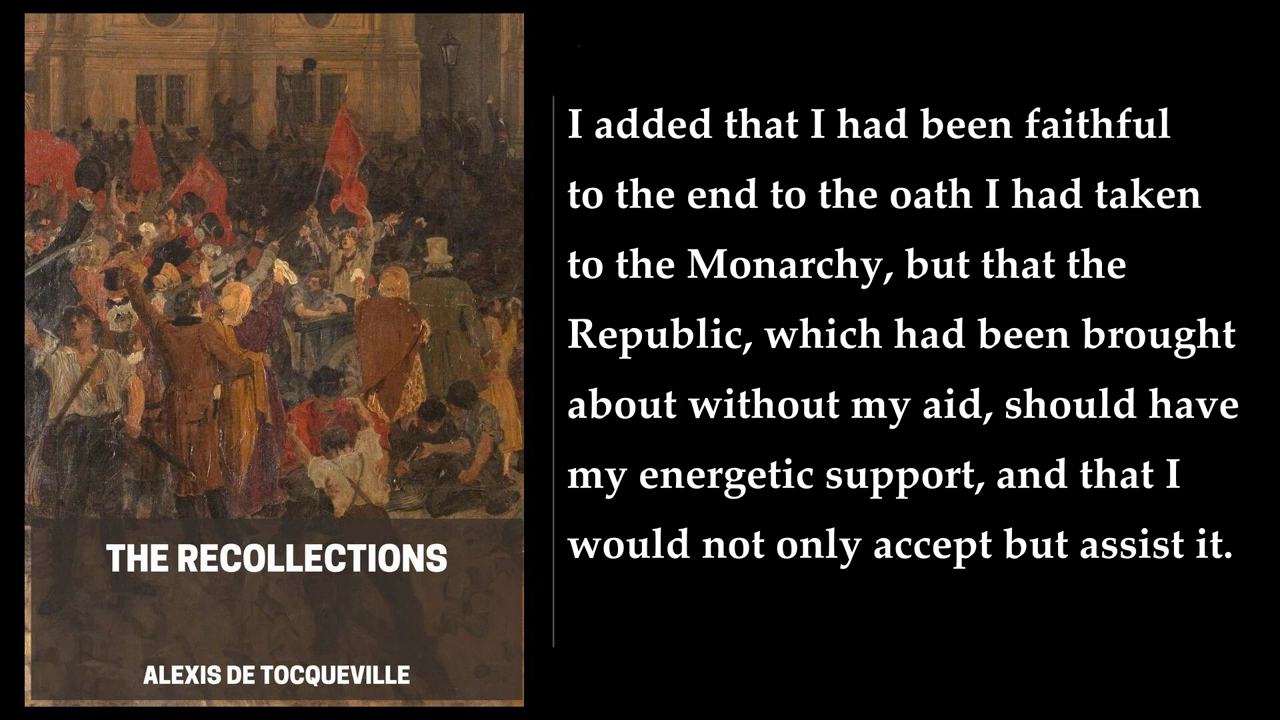 THE RECOLLECTIONS
ALEXIS DE TOCQUEVILLE
I added that I had been faithful
to the end to the oath I had taken
to the Monarchy, but that the
Republic, which had been brought
about without my aid, should have
my energetic support, and that I
would not only accept but assist it.